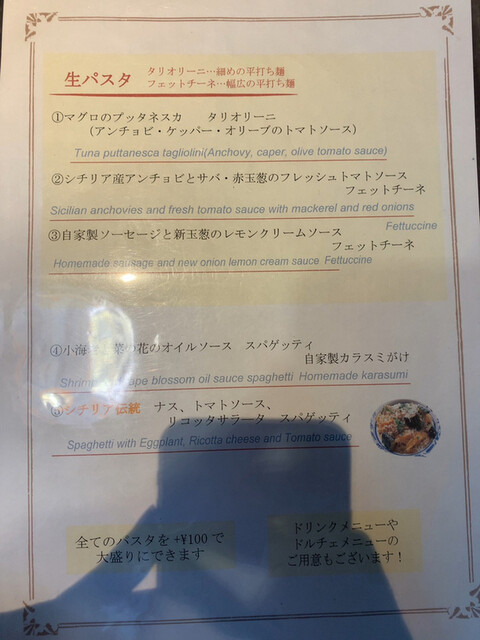 生パスタ
タリオリーニ…細めの平打ち麺
フェットチーネ…幅広の平打ち麺
①マグロのプッタネスカ タリオリーニ
(アンチョビ・ケッパー・オリーブのトマトソース)
Tuna puttanesca tagliolini(Anchovy, caper, olive tomato sauce)
②シチリア産アンチョビとサバ・赤玉葱のフレッシュトマトソース
フェットチーネ
Sicilian anchovies and fresh tomato sauce with mackerel and red onions
Fettuccine
③自家製ソーセージと新玉葱のレモンクリームソース
フェットチーネ
Homemade sausage and new onion lemon cream sauce Fettuccine
④小海 菜の花のオイルソース スパゲッティ
自家製カラスミがけ
Shrimp blossom oil sauce spaghetti Homemade karasumi
⑤シチリア伝統 ナス、トマトソース、
リコッタサラータ スパゲッティ
Spaghetti with Eggplant, Ricotta cheese and Tomato sauce
全てのパスタを +¥100 で
大盛りにできます
ドリンクメニューや
ドルチェメニューの
ご用意もございます!